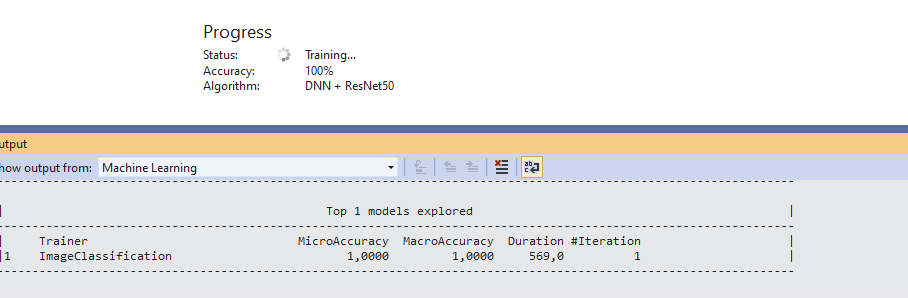 Progress
Status: Training...
Accuracy: 100%
Algorithm: DNN + ResNet50
utput
how output from: Machine Learning
Top 1 models explored
Trainer MicroAccuracy MacroAccuracy Duration #Iteration
1 ImageClassification 1,0000 1,0000 569,0 1